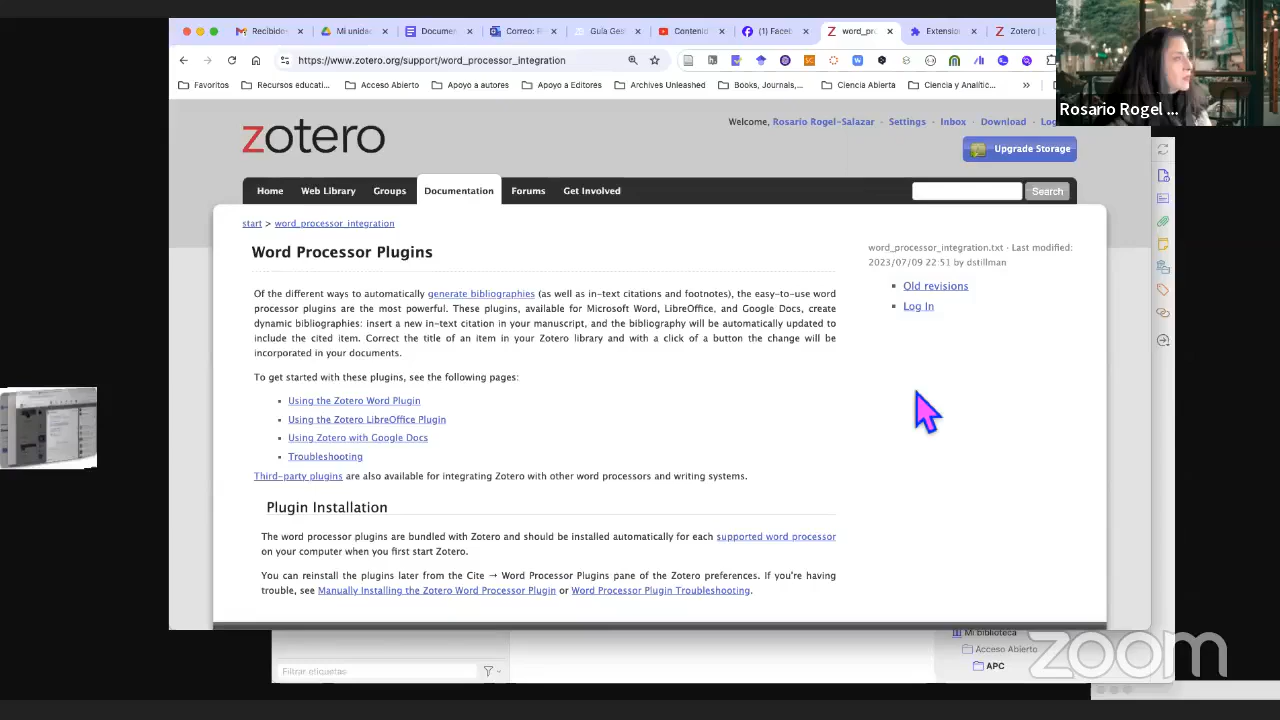 Recibidos
Mi unidad
Document
Correo: R
Guía Ges
Contenid
(1) Faceb
word_pro
Extension
Zotero |
https://www.zotero.org/support/word_processor_integration
Favoritos
Recursos educati...
Acceso Abierto
Apoyo a autores
Apoyo a Editores
Archives Unleashed
Books, Journals,...
Ciencia Abierta
Ciencia y Analític...
»
Rosario Rogel ...
zotero
Welcome, Rosario Rogel-Salazar Settings Inbox Download Log
Upgrade Storage
Home Web Library Groups Documentation Forums Get Involved Search
start > word_processor_integration
Word Processor Plugins
word_processor_integration.txt · Last modified:
2023/07/09 22:51 by dstillman
Old revisions
Log In
Of the different ways to automatically generate bibliographies (as well as in-text citations and footnotes), the easy-to-use word
processor plugins are the most powerful. These plugins, available for Microsoft Word, LibreOffice, and Google Docs, create
dynamic bibliographies: insert a new in-text citation in your manuscript, and the bibliography will be automatically updated to
include the cited item. Correct the title of an item in your Zotero library and with a click of a button the change will be
incorporated in your documents.
To get started with these plugins, see the following pages:
Using the Zotero Word Plugin
Using the Zotero LibreOffice Plugin
Using Zotero with Google Docs
Troubleshooting
Third-party plugins are also available for integrating Zotero with other word processors and writing systems.
Plugin Installation
The word processor plugins are bundled with Zotero and should be installed automatically for each supported word processor
on your computer when you first start Zotero.
You can reinstall the plugins later from the Cite → Word Processor Plugins pane of the Zotero preferences. If you're having
trouble, see Manually Installing the Zotero Word Processor Plugin or Word Processor Plugin Troubleshooting.
Mi biblioteca
Acceso Abierto
APC
Filtrar etiquetas
zoom